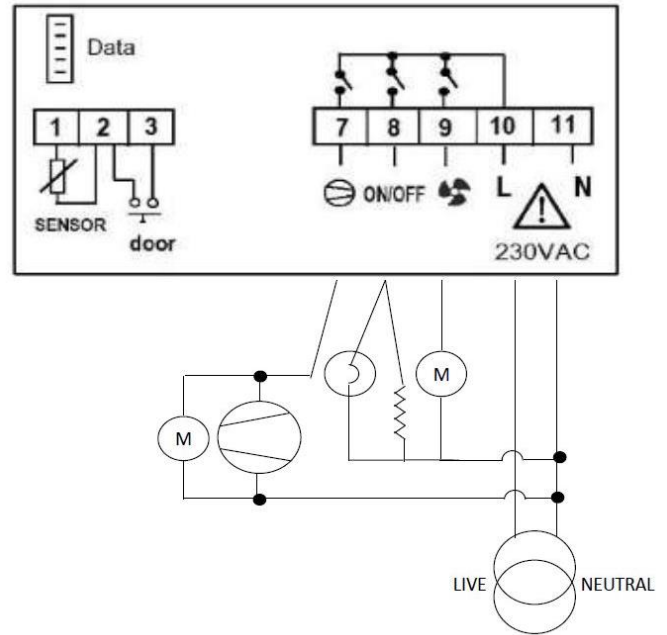 Data
1 2 3
SENSOR
door
7 8 9 10 11
ON/OFF L N
230VAC
M
M
LIVE NEUTRAL